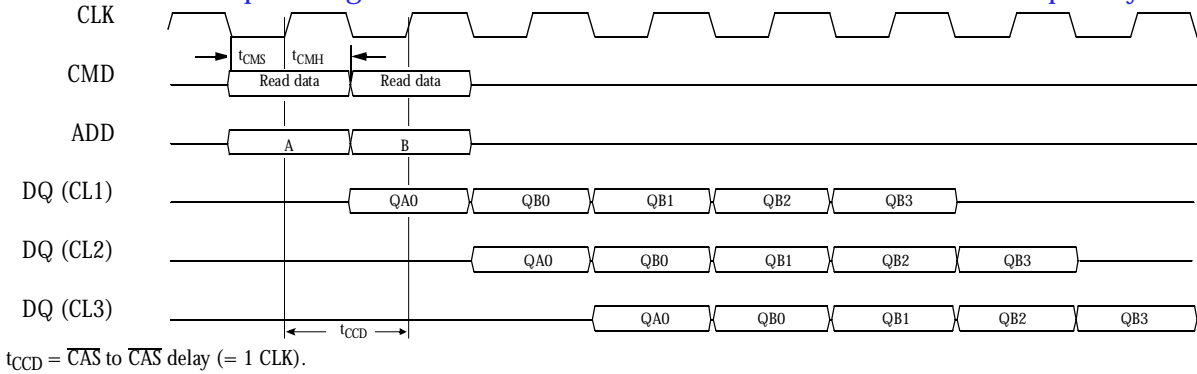 CLK
tCMS tCMH
CMD Read data Read data
ADD A B
DQ (CL1) QA0 QB0 QB1 QB2 QB3
DQ (CL2) QA0 QB0 QB1 QB2 QB3
DQ (CL3) QA0 QB0 QB1 QB2 QB3
tCCD
tCCD = CAS to CAS delay (= 1 CLK).